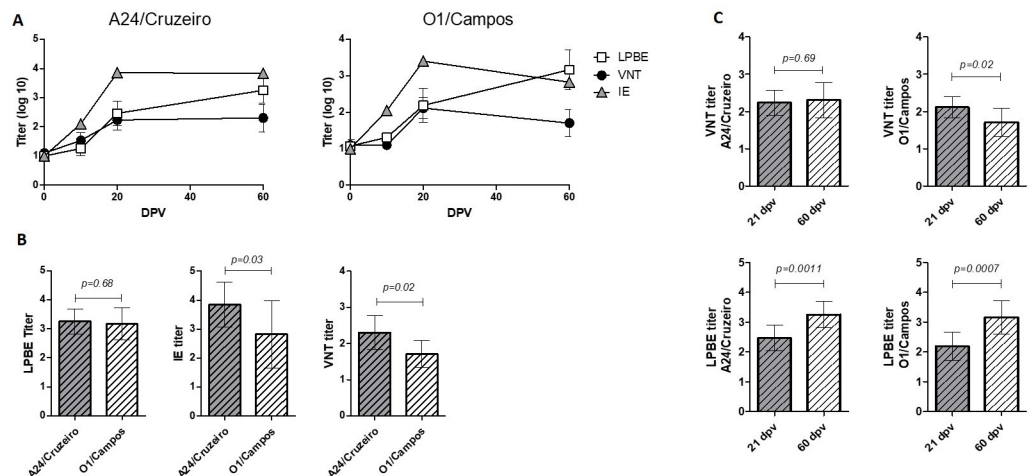 A
A24/Cruzeiro
O1/Campos
Titer (log 10)
5
4
3
2
1
0
0
20
40
60
DPV
Titer (log 10)
5
4
3
2
1
0
0
20
40
60
DPV
LPBE
VNT
IE
B
LPBE Titer
5
4
3
2
1
0
p=0.68
A24/Cruzeiro
O1/Campos
IE titer
5
4
3
2
1
0
p=0.03
A24/Cruzeiro
O1/Campos
VNT titer
4
3
2
1
0
p=0.02
A24/Cruzeiro
O1/Campos
C
VNT titer
A24/Cruzeiro
4
3
2
1
0
p=0.69
21 dpv
60 dpv
VNT titer
O1/Campos
4
3
2
1
0
p=0.02
21 dpv
60 dpv
LPBE titer
A24/Cruzeiro
5
4
3
2
1
0
p=0.0011
21 dpv
60 dpv
LPBE titer
O1/Campos
5
4
3
2
1
0
p=0.0007
21 dpv
60 dpv